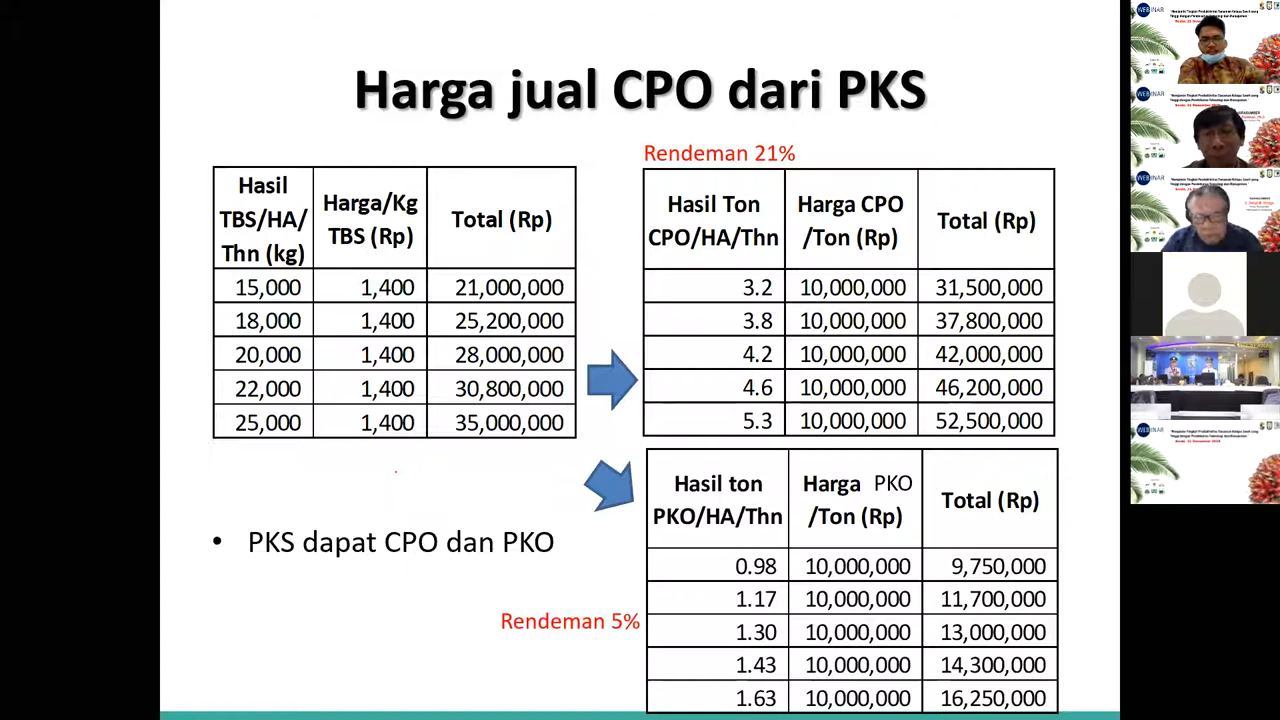 Harga jual CPO dari PKS
Hasil TBS/HA/ Thn (kg) Harga/Kg TBS (Rp) Total (Rp)
15,000 1,400 21,000,000
18,000 1,400 25,200,000
20,000 1,400 28,000,000
22,000 1,400 30,800,000
25,000 1,400 35,000,000
Rendeman 21%
Hasil Ton CPO/HA/Thn Harga CPO /Ton (Rp) Total (Rp)
3.2 10,000,000 31,500,000
3.8 10,000,000 37,800,000
4.2 10,000,000 42,000,000
4.6 10,000,000 46,200,000
5.3 10,000,000 52,500,000
• PKS dapat CPO dan PKO
Rendeman 5%
Hasil ton PKO/HA/Thn Harga PKO /Ton (Rp) Total (Rp)
0.98 10,000,000 9,750,000
1.17 10,000,000 11,700,000
1.30 10,000,000 13,000,000
1.43 10,000,000 14,300,000
1.63 10,000,000 16,250,000
WEBINAR
WEBINAR
WEBINAR
WEBINAR